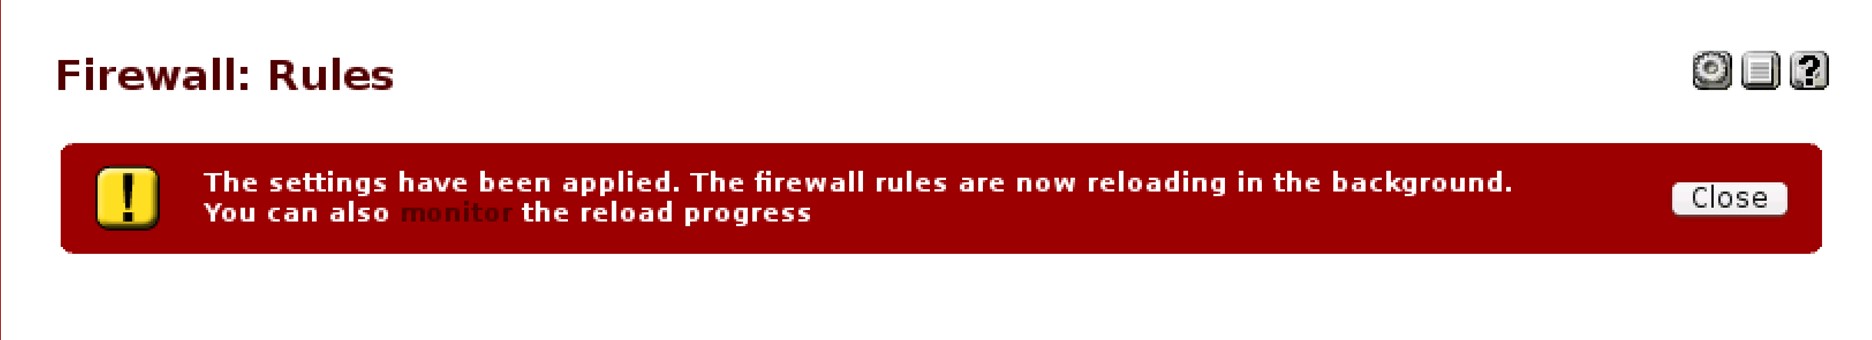 Firewall: Rules
The settings have been applied. The firewall rules are now reloading in the background.
You can also monitor the reload progress
Close